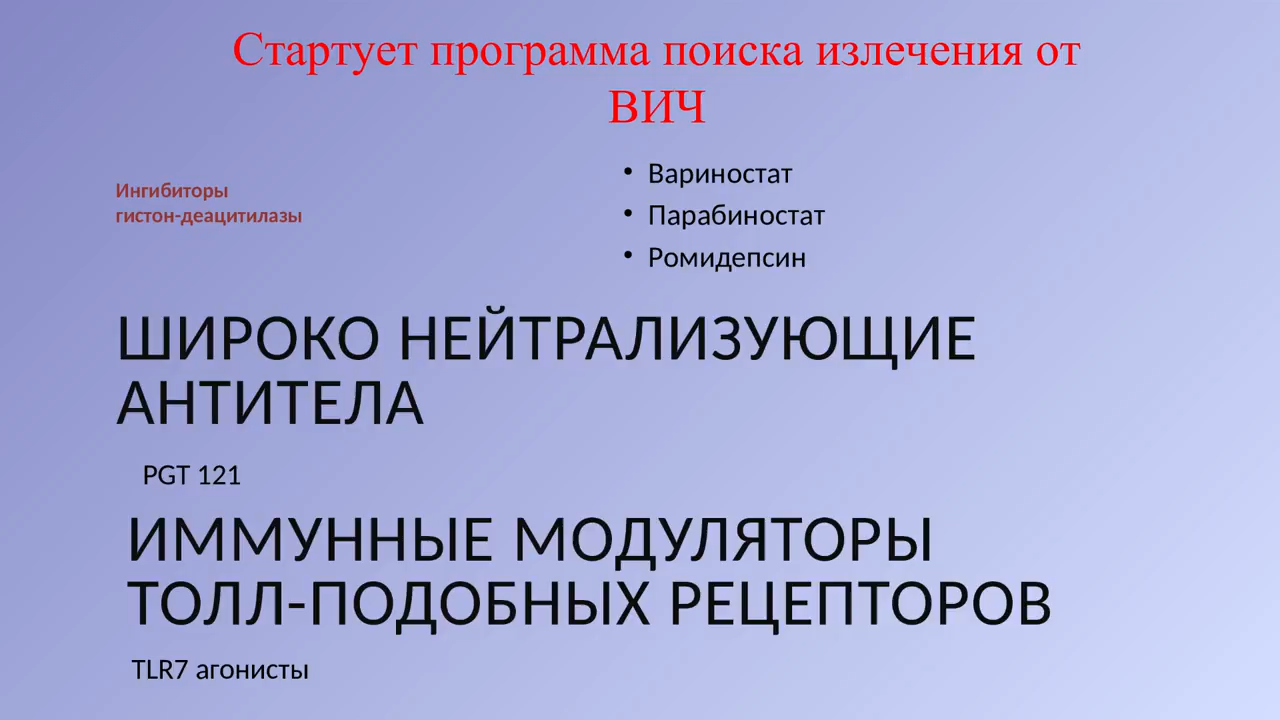 Стартует программа поиска излечения от
ВИЧ
Ингибиторы
гистон-деацитилазы
• Вариностат
• Парабиностат
• Ромидепсин
ШИРОКО НЕЙТРАЛИЗУЮЩИЕ
АНТИТЕЛА
PGT 121
ИММУННЫЕ МОДУЛЯТОРЫ
ТОЛЛ-ПОДОБНЫХ РЕЦЕПТОРОВ
TLR7 агонисты